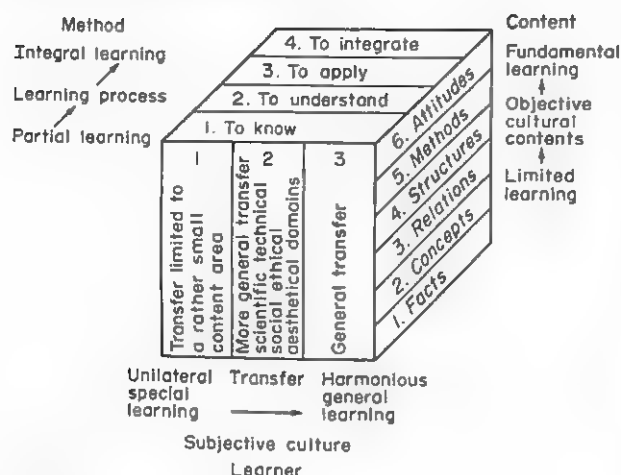 Method
Integral learning
Learning process
Partial learning
4. To integrate
3. To apply
2. To understand
1. To know
Content
Fundamental
learning
Objective
cultural
contents
Limited
learning
6. Attitudes
5. Methods
4. Structures
3. Relations
2. Concepts
1. Facts
1
Transfer limited to
a rather small
content area
2
More general transfer
scientific technical
social ethical
aesthetical domains
3
General transfer
Unilateral
special
learning
Transfer
Harmonious
general
learning
Subjective culture
Learner